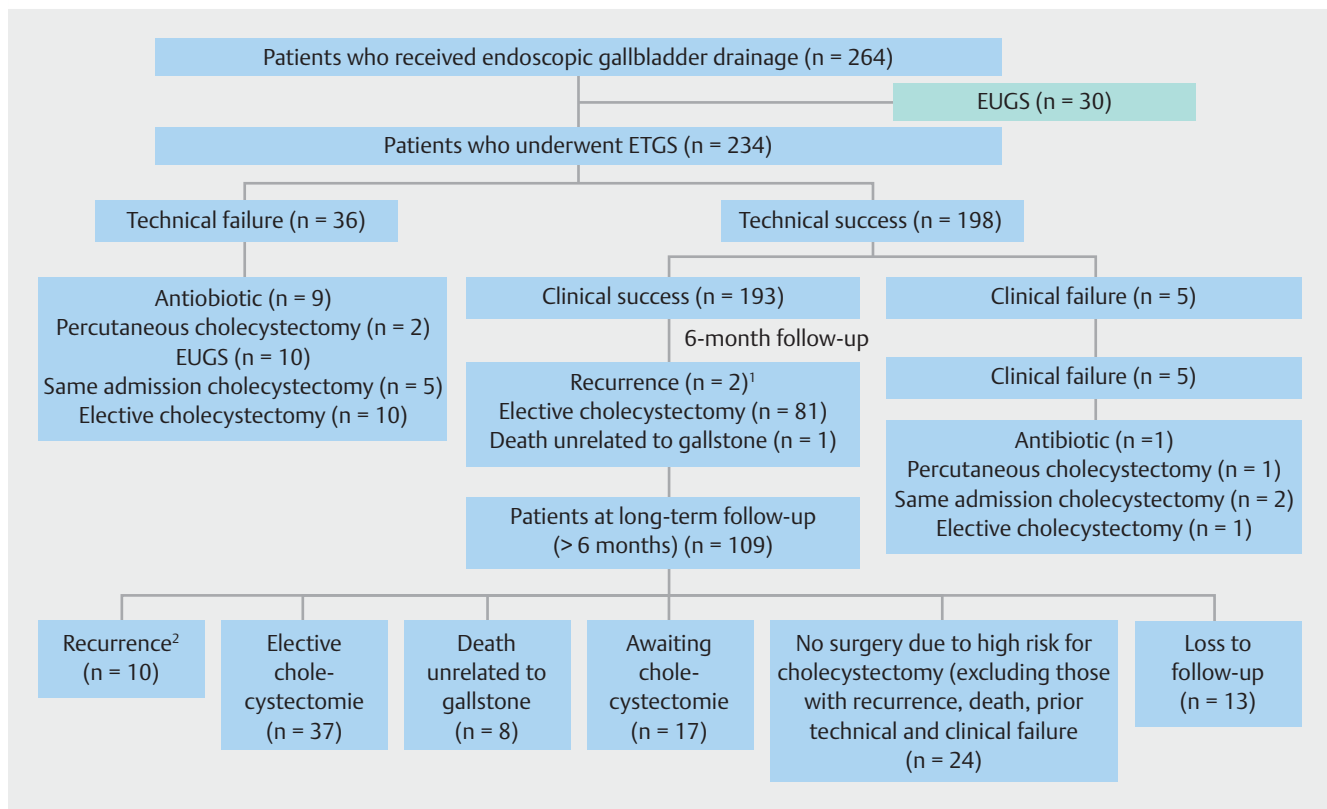 Patients who received endoscopic gallbladder drainage (n = 264)
EUGS (n = 30)
Patients who underwent ETGS (n = 234)
Technical failure (n = 36)
Technical success (n = 198)
Antiobiotic (n = 9)
Percutaneous cholecystectomy (n = 2)
EUGS (n = 10)
Same admission cholecystectomy (n = 5)
Elective cholecystectomy (n = 10)
Clinical success (n = 193)
Clinical failure (n = 5)
6-month follow-up
Recurrence (n = 2)¹
Elective cholecystectomy (n = 81)
Death unrelated to gallstone (n = 1)
Clinical failure (n = 5)
Antibiotic (n =1)
Percutaneous cholecystectomy (n = 1)
Same admission cholecystectomy (n = 2)
Elective cholecystectomy (n = 1)
Patients at long-term follow-up
(> 6 months) (n = 109)
Recurrence²
(n = 10)
Elective
chole-
cystectomie
(n = 37)
Death
unrelated to
gallstone
(n = 8)
Awaiting
chole-
cystectomie
(n = 17)
No surgery due to high risk for
cholecystectomy (excluding those
with recurrence, death, prior
technical and clinical failure
(n = 24)
Loss to
follow-up
(n = 13)